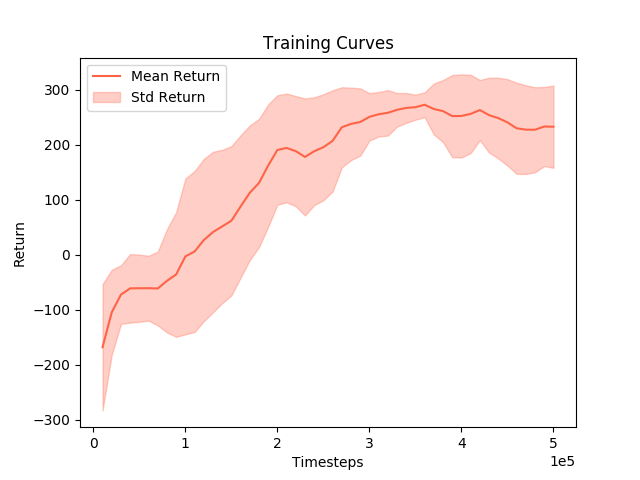 Training Curves
Mean Return
Std Return
Return
300
200
100
0
−100
−200
−300
0 1 2 3 4 5
1e5
Timesteps